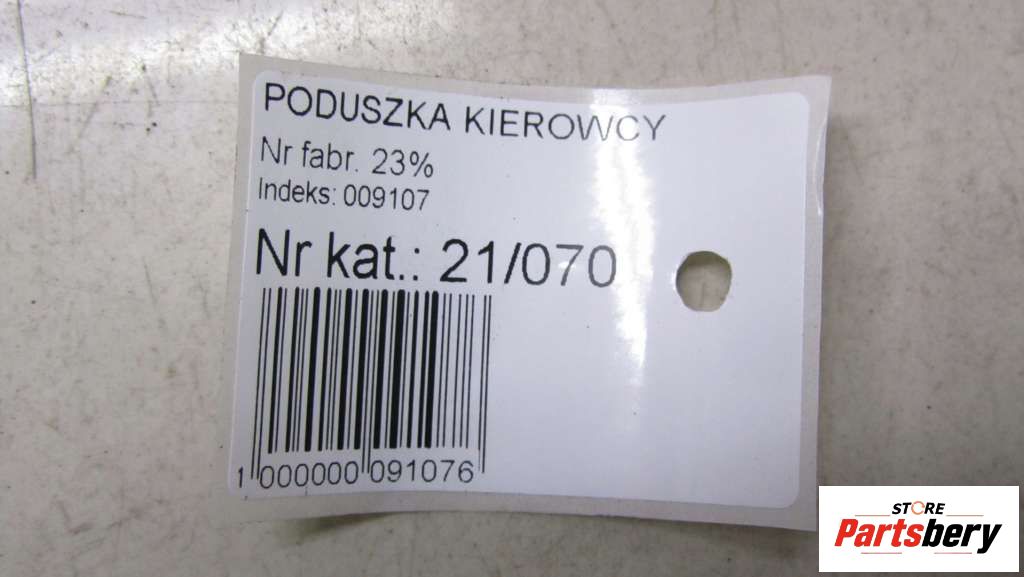 PODUSZKA KIEROWCY
Nr fabr. 23%
Indeks: 009107
Nr kat.: 21/070
1 000000 091076
STORE
Partsbery